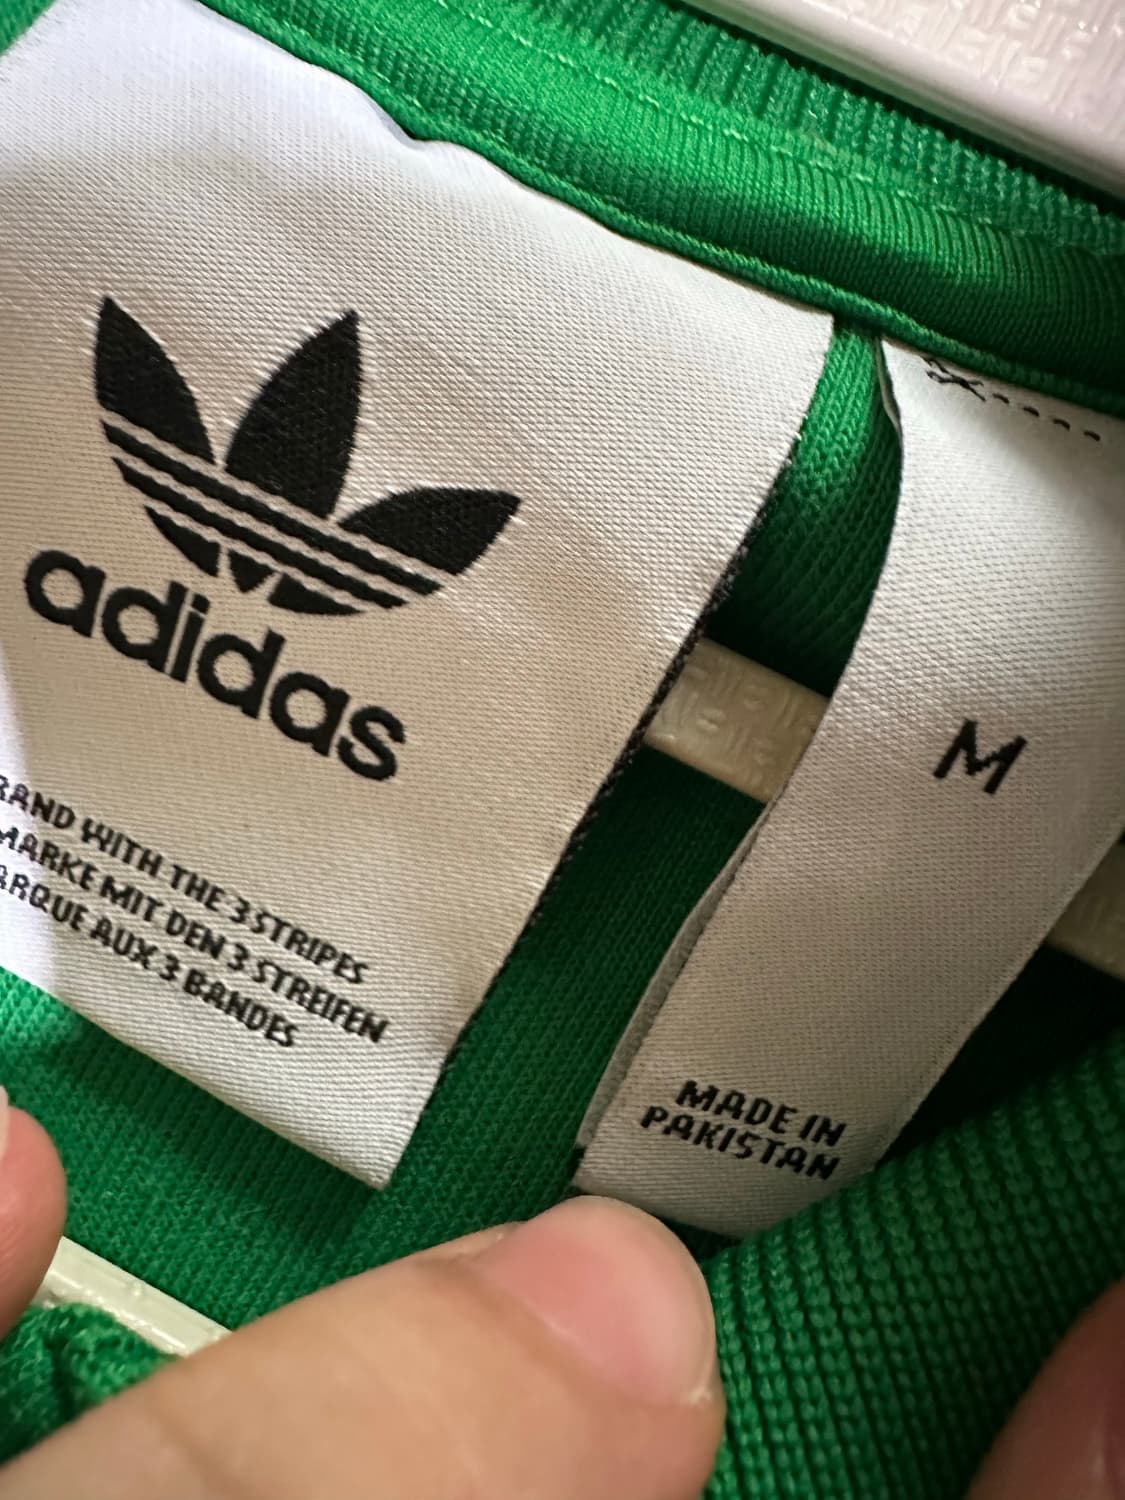 adidas
RAND WITH THE 3 STRIPES
MARKE MIT DEN 3 STREIFEN
ARQUE AUX 3 BANDES
M
MADE IN
PAKISTAN